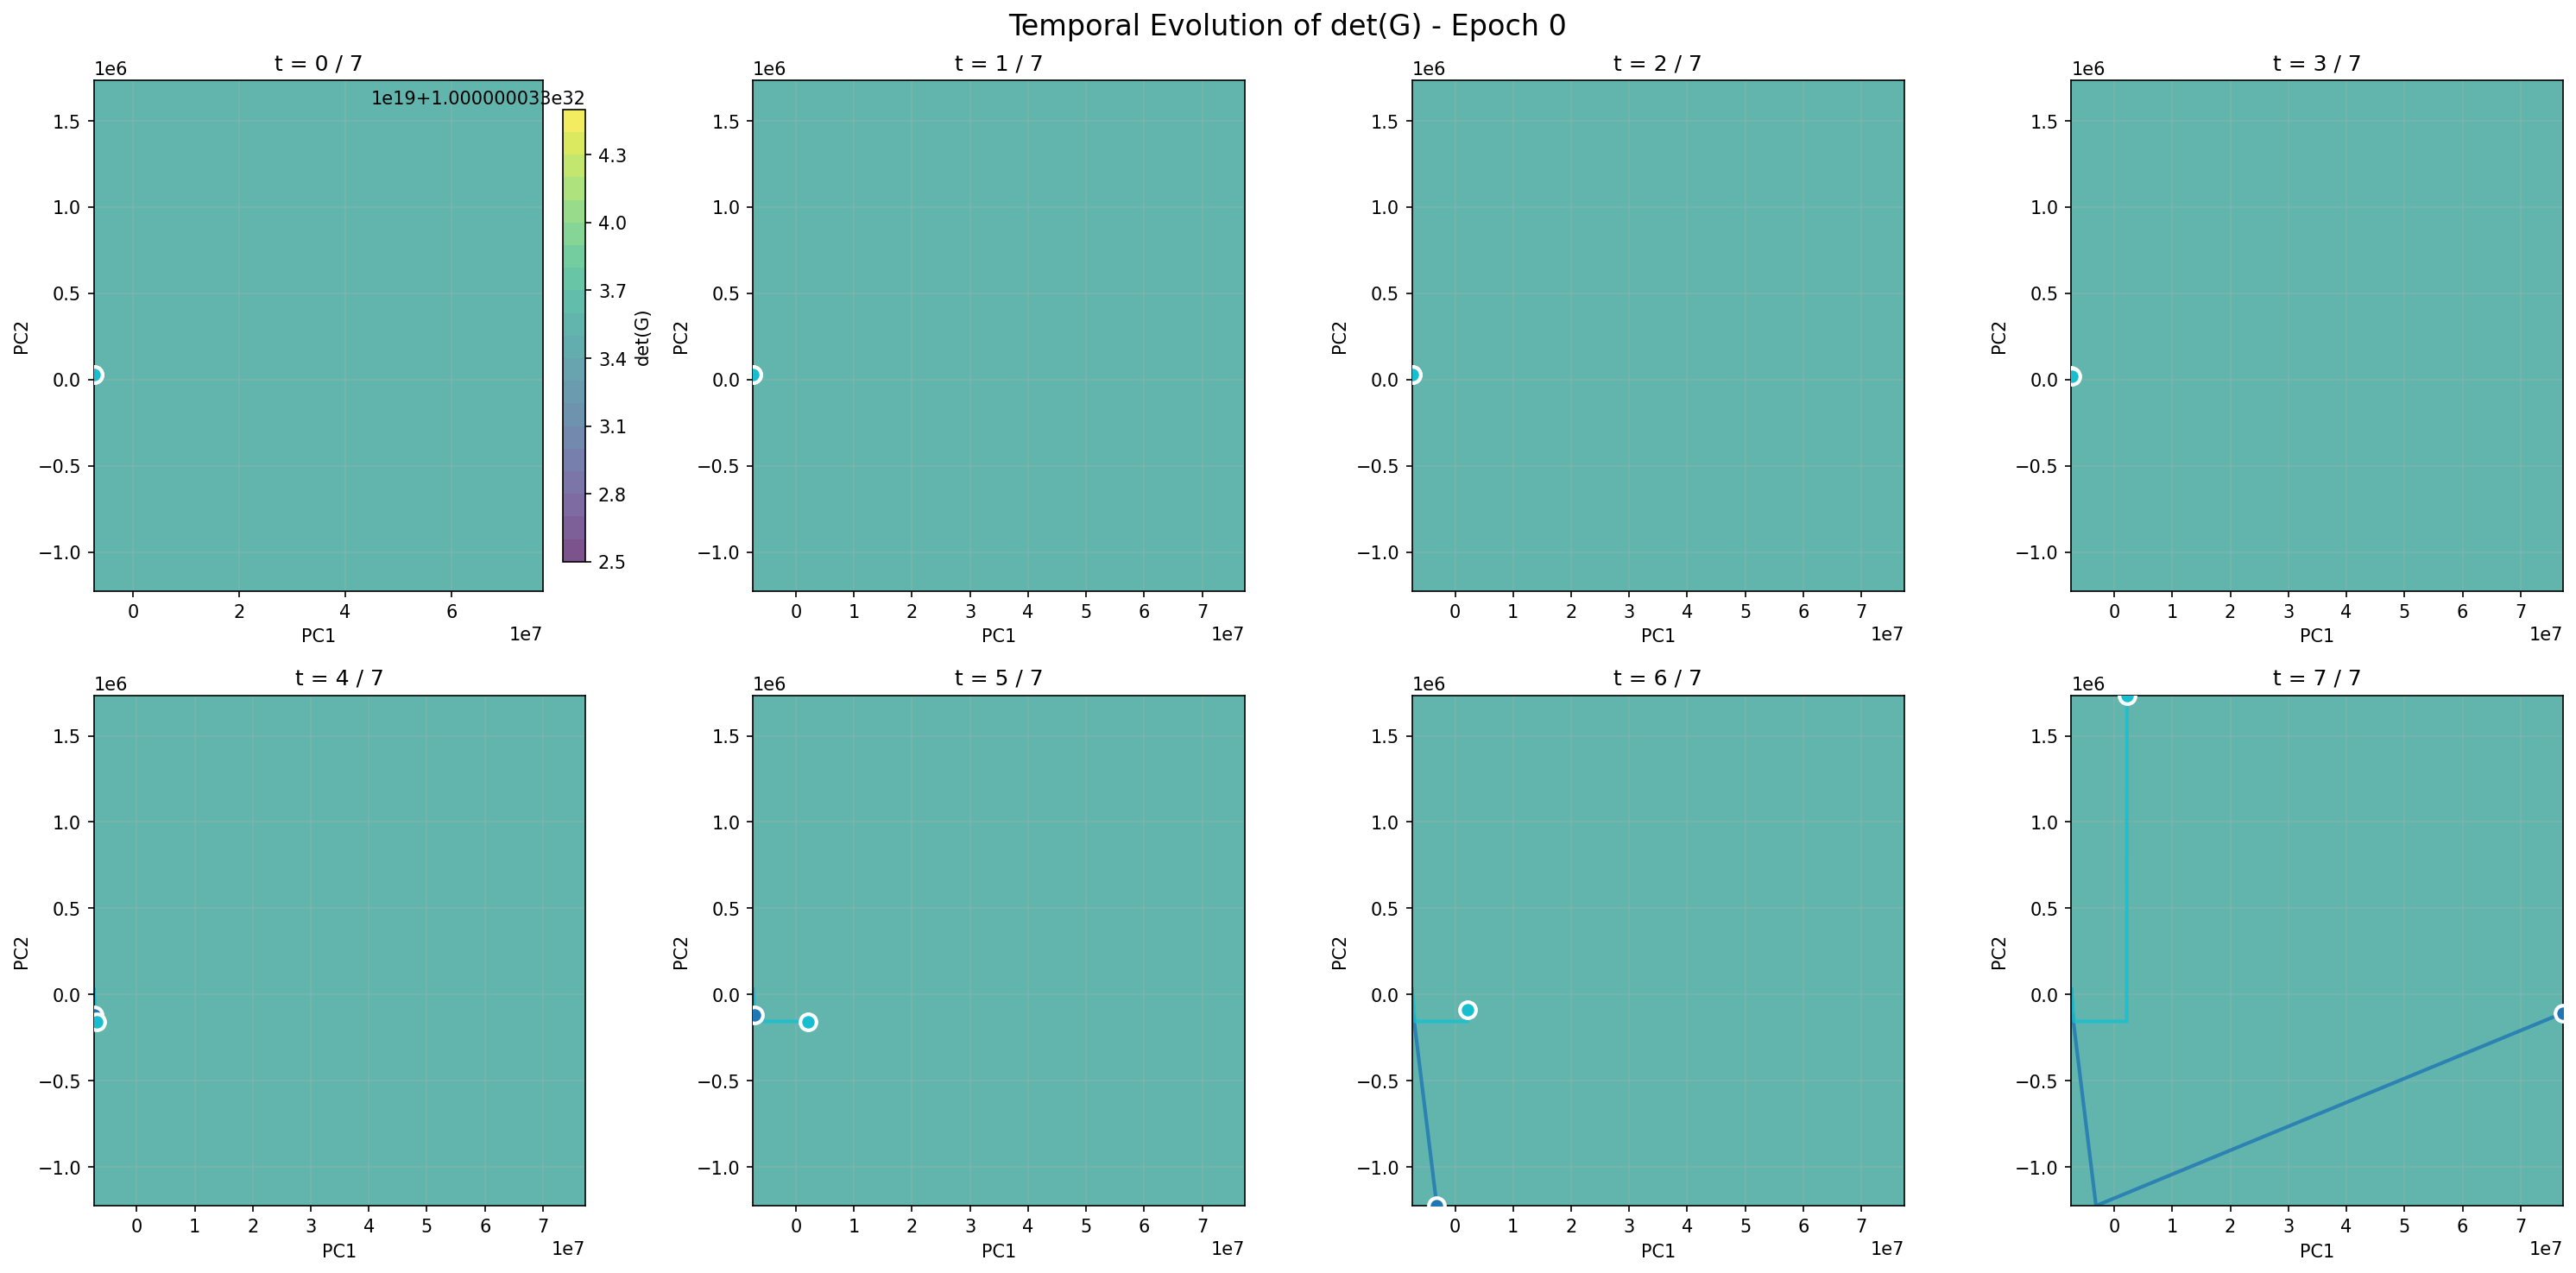 Temporal Evolution of det(G) - Epoch 0
t = 0 / 7
1e6
1e19+1.000000033e32
1.5
1.0
0.5
0.0
−0.5
−1.0
PC2
0 2 4 6
PC1
1e7
4.3
4.0
3.7
3.4
3.1
2.8
2.5
det(G)
t = 1 / 7
1e6
1.5
1.0
0.5
0.0
−0.5
−1.0
PC2
0 1 2 3 4 5 6 7
PC1
1e7
t = 2 / 7
1e6
1.5
1.0
0.5
0.0
−0.5
−1.0
PC2
0 1 2 3 4 5 6 7
PC1
1e7
t = 3 / 7
1e6
1.5
1.0
0.5
0.0
−0.5
−1.0
PC2
0 1 2 3 4 5 6 7
PC1
1e7
t = 4 / 7
1e6
1.5
1.0
0.5
0.0
−0.5
−1.0
PC2
0 1 2 3 4 5 6 7
PC1
1e7
t = 5 / 7
1e6
1.5
1.0
0.5
0.0
−0.5
−1.0
PC2
0 1 2 3 4 5 6 7
PC1
1e7
t = 6 / 7
1e6
1.5
1.0
0.5
0.0
−0.5
−1.0
PC2
0 1 2 3 4 5 6 7
PC1
1e7
t = 7 / 7
1e6
1.5
1.0
0.5
0.0
−0.5
−1.0
PC2
0 1 2 3 4 5 6 7
PC1
1e7